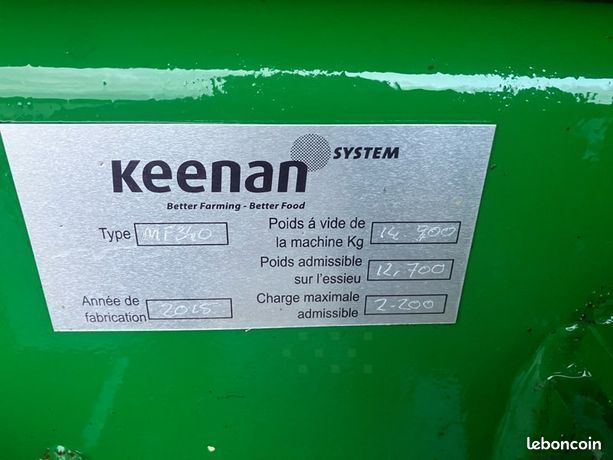 Keenan SYSTEM
Better Farming - Better Food
Type MF340
Poids á vide de
la machine Kg 14,900
Poids admissible
sur l'essieu 12,700
Année de
fabrication 2015
Charge maximale
admissible 2-200
leboncoin